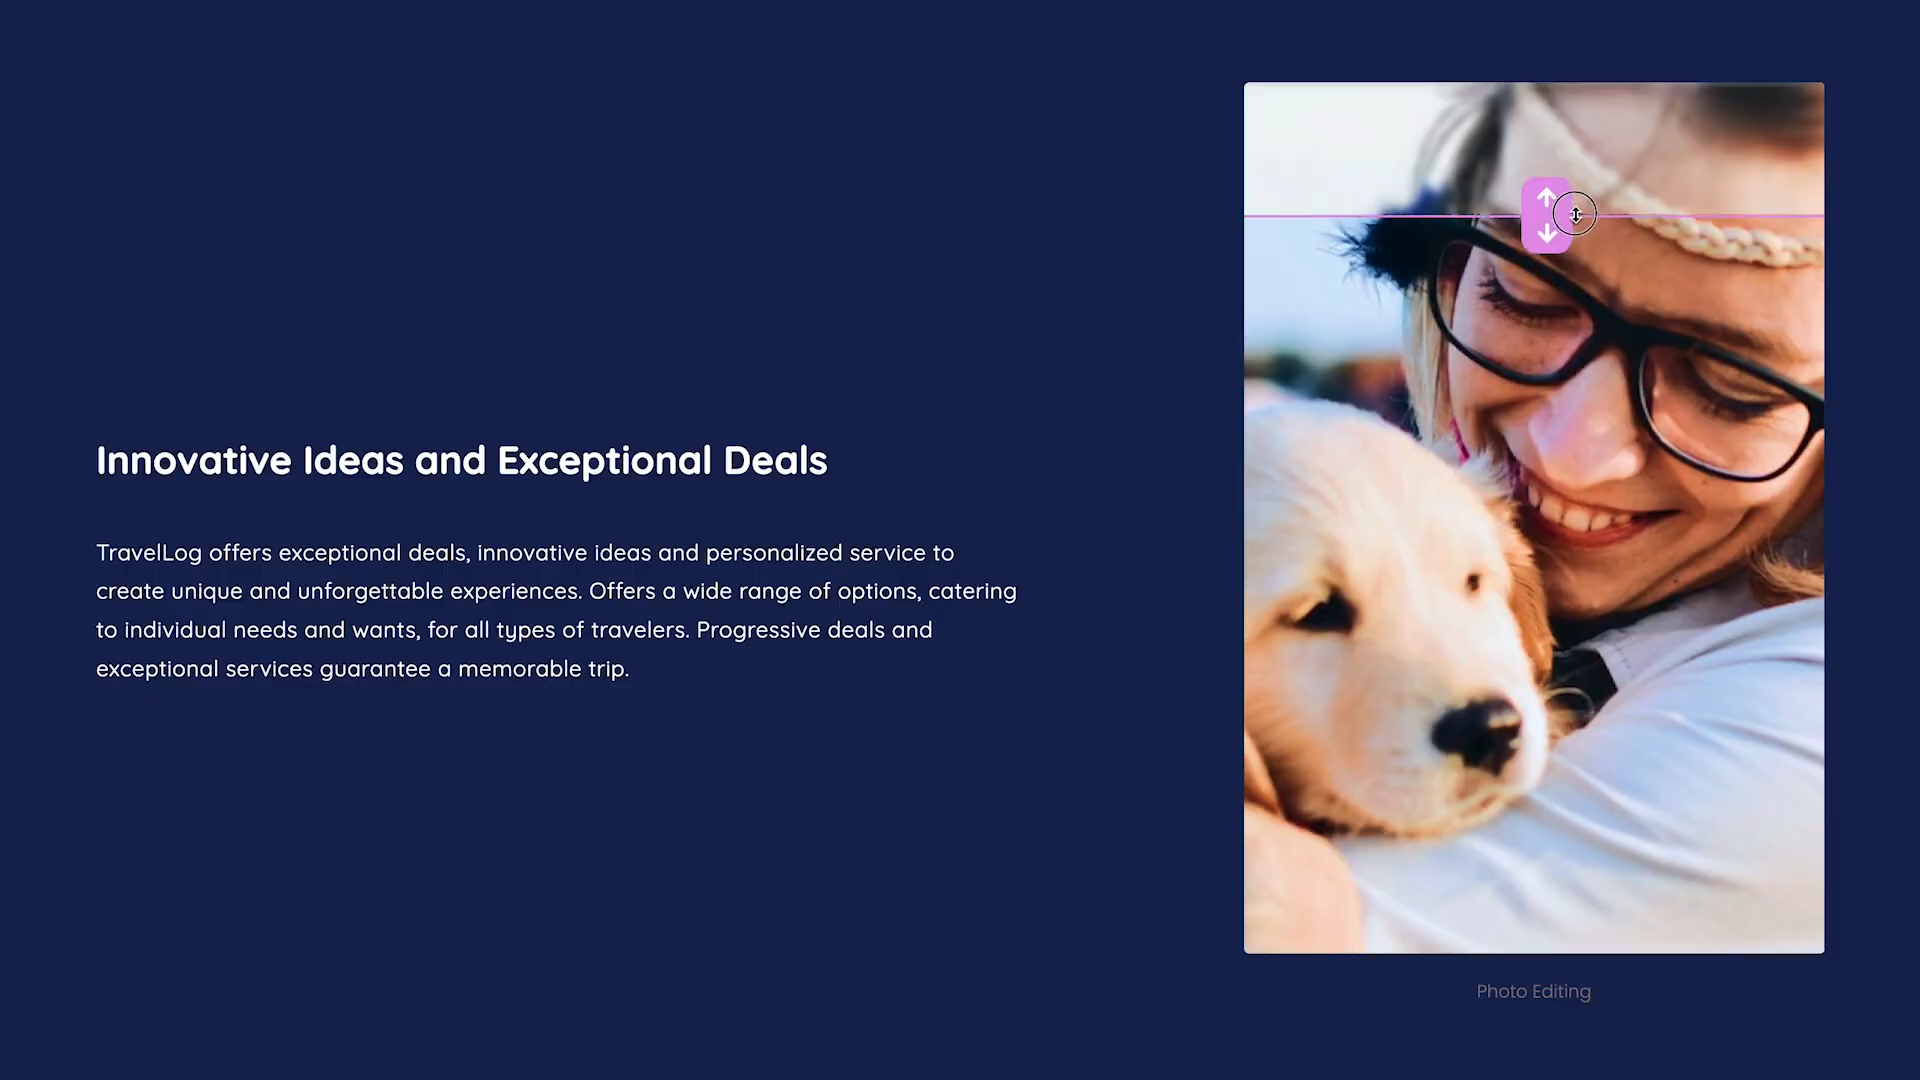 Innovative Ideas and Exceptional Deals
TravelLog offers exceptional deals, innovative ideas and personalized service to
create unique and unforgettable experiences. Offers a wide range of options, catering
to individual needs and wants, for all types of travelers. Progressive deals and
exceptional services guarantee a memorable trip.
Photo Editing